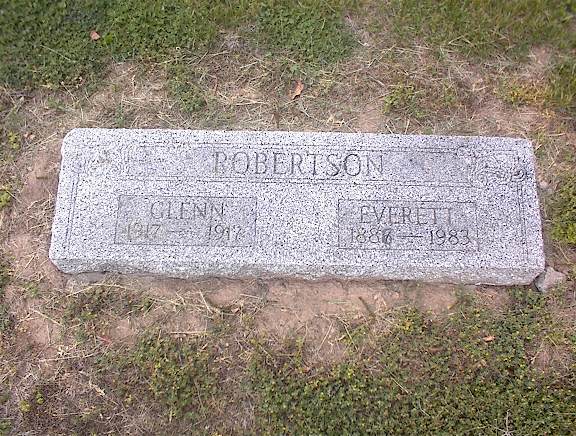 ROBERTSON
GLENN
1917 — 1917
EVERETT
1886 — 1983